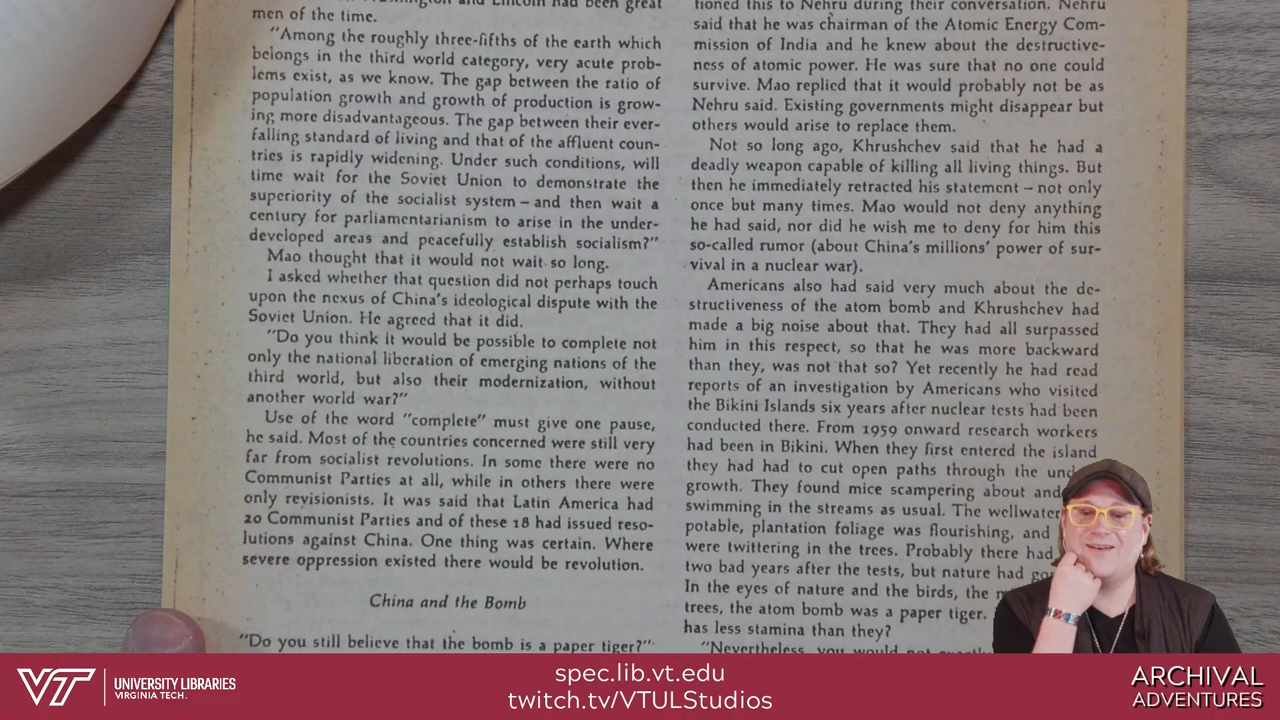 men of the time.
"Among the roughly three-fifths of the earth which
belongs in the third world category, very acute prob-
lems exist, as we know. The gap between the ratio of
population growth and growth of production is grow-
ing more disadvantageous. The gap between their ever-
falling standard of living and that of the affluent coun-
tries is rapidly widening. Under such conditions, will
time wait for the Soviet Union to demonstrate the
superiority of the socialist system – and then wait a
century for parliamentarianism to arise in the under-
developed areas and peacefully establish socialism?"
Mao thought that it would not wait so long.
I asked whether that question did not perhaps touch
upon the nexus of China's ideological dispute with the
Soviet Union. He agreed that it did.
"Do you think it would be possible to complete not
only the national liberation of emerging nations of the
third world, but also their modernization, without
another world war?"
Use of the word "complete" must give one pause,
he said. Most of the countries concerned were still very
far from socialist revolutions. In some there were no
Communist Parties at all, while in others there were
only revisionists. It was said that Latin America had
20 Communist Parties and of these 18 had issued reso-
lutions against China. One thing was certain. Where
severe oppression existed there would be revolution.
China and the Bomb
"Do you still believe that the bomb is a paper tiger?"
tioned this to Nehru during their conversation. Nehru
said that he was chairman of the Atomic Energy Com-
mission of India and he knew about the destructive-
ness of atomic power. He was sure that no one could
survive. Mao replied that it would probably not be as
Nehru said. Existing governments might disappear but
others would arise to replace them.
Not so long ago, Khrushchev said that he had a
deadly weapon capable of killing all living things. But
then he immediately retracted his statement – not only
once but many times. Mao would not deny anything
he had said, nor did he wish me to deny for him this
so-called rumor (about China's millions' power of sur-
vival in a nuclear war).
Americans also had said very much about the de-
structiveness of the atom bomb and Khrushchev had
made a big noise about that. They had all surpassed
him in this respect, so that he was more backward
than they, was not that so? Yet recently he had read
reports of an investigation by Americans who visited
the Bikini Islands six years after nuclear tests had been
conducted there. From 1959 onward research workers
had been in Bikini. When they first entered the island
they had had to cut open paths through the
growth. They found mice scampering about and
swimming in the streams as usual. The wellwater
potable, plantation foliage was flourishing, and
were twittering in the trees. Probably there had
two bad years after the tests, but nature had
In the eyes of nature and the birds, the
trees, the atom bomb was a paper tiger.
has less stamina than they?
"Nevertheless, you would not
VT UNIVERSITY LIBRARIES
VIRGINIA TECH.
spec.lib.vt.edu
twitch.tv/VTULStudios
ARCHIVAL
ADVENTURES